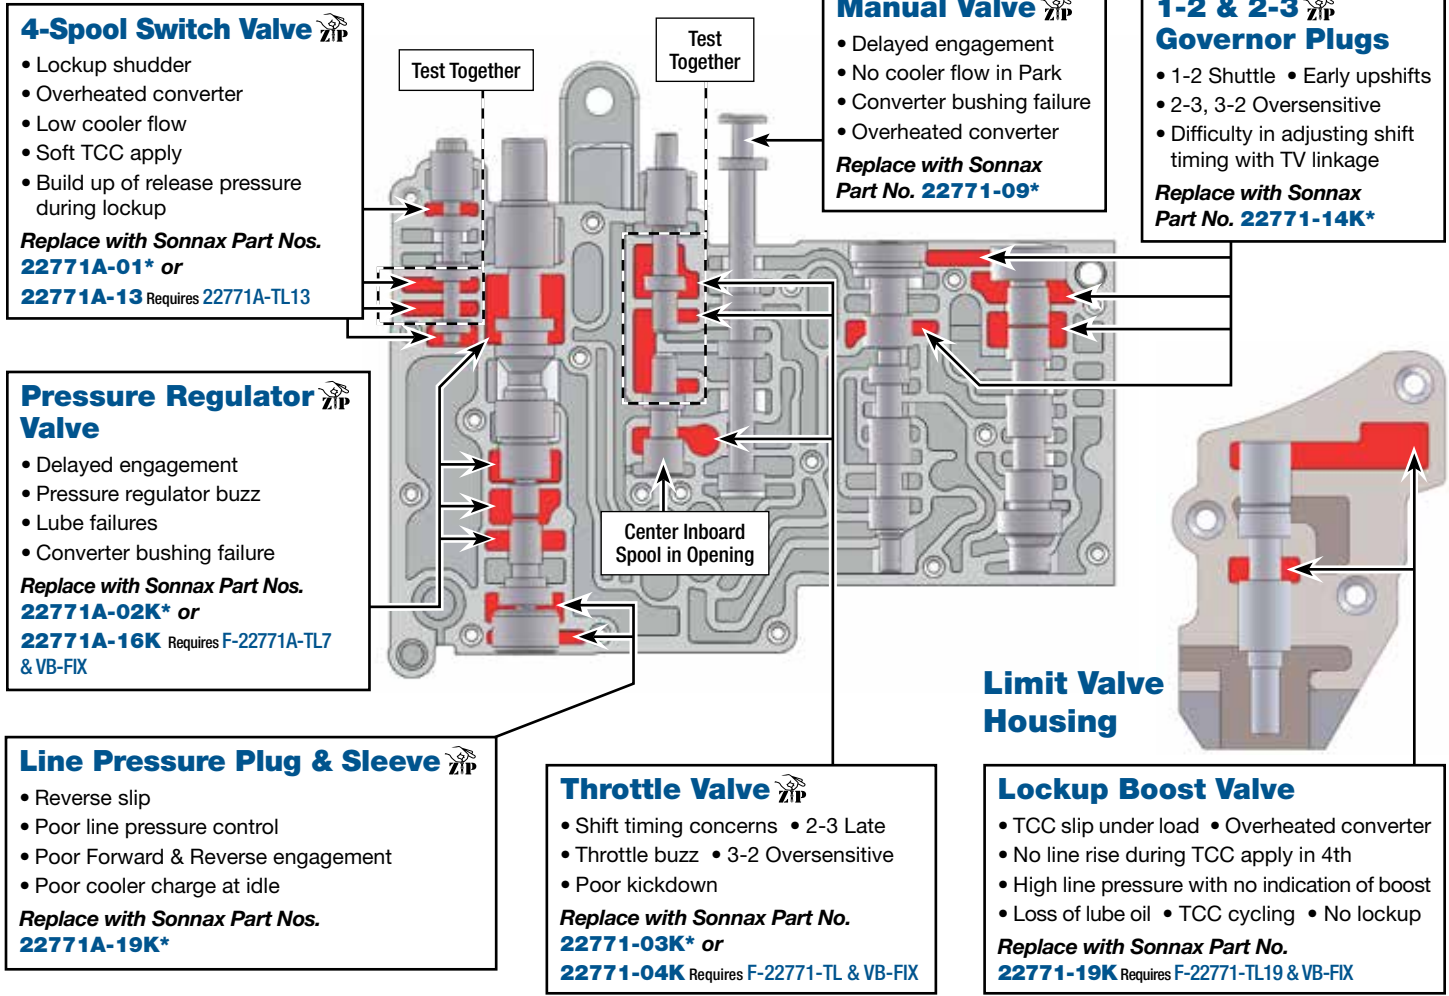 4-Spool Switch Valve ZIP
• Lockup shudder
• Overheated converter
• Low cooler flow
• Soft TCC apply
• Build up of release pressure
during lockup
Replace with Sonnax Part Nos.
22771A-01* or
22771A-13 Requires 22771A-TL13
Test Together
Test
Together
Manual Valve ZIP
• Delayed engagement
• No cooler flow in Park
• Converter bushing failure
• Overheated converter
Replace with Sonnax
Part No. 22771-09*
1-2 & 2-3 ZIP
Governor Plugs
• 1-2 Shuttle • Early upshifts
• 2-3, 3-2 Oversensitive
• Difficulty in adjusting shift
timing with TV linkage
Replace with Sonnax
Part No. 22771-14K*
Pressure Regulator ZIP
Valve
• Delayed engagement
• Pressure regulator buzz
• Lube failures
• Converter bushing failure
Replace with Sonnax Part Nos.
22771A-02K* or
22771A-16K Requires F-22771A-TL7
& VB-FIX
Center Inboard
Spool in Opening
Limit Valve
Housing
Line Pressure Plug & Sleeve ZIP
• Reverse slip
• Poor line pressure control
• Poor Forward & Reverse engagement
• Poor cooler charge at idle
Replace with Sonnax Part Nos.
22771A-19K*
Throttle Valve ZIP
• Shift timing concerns • 2-3 Late
• Throttle buzz • 3-2 Oversensitive
• Poor kickdown
Replace with Sonnax Part No.
22771-03K* or
22771-04K Requires F-22771-TL & VB-FIX
Lockup Boost Valve
• TCC slip under load • Overheated converter
• No line rise during TCC apply in 4th
• High line pressure with no indication of boost
• Loss of lube oil • TCC cycling • No lockup
Replace with Sonnax Part No.
22771-19K Requires F-22771-TL19 & VB-FIX